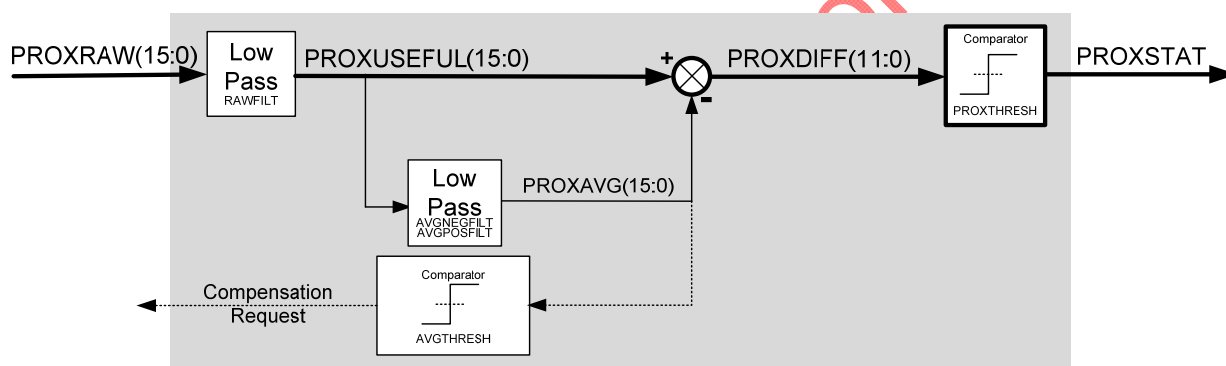 PROXRAW(15:0)
Low
Pass
RAWFILT
PROXUSEFUL(15:0)
+
-
PROXDIFF(11:0)
Comparator
PROXTHRESH
PROXSTAT
Low
Pass
AVGNEGFILT
AVGPOSFILT
PROXAVG(15:0)
Comparator
AVGTHRESH
Compensation
Request